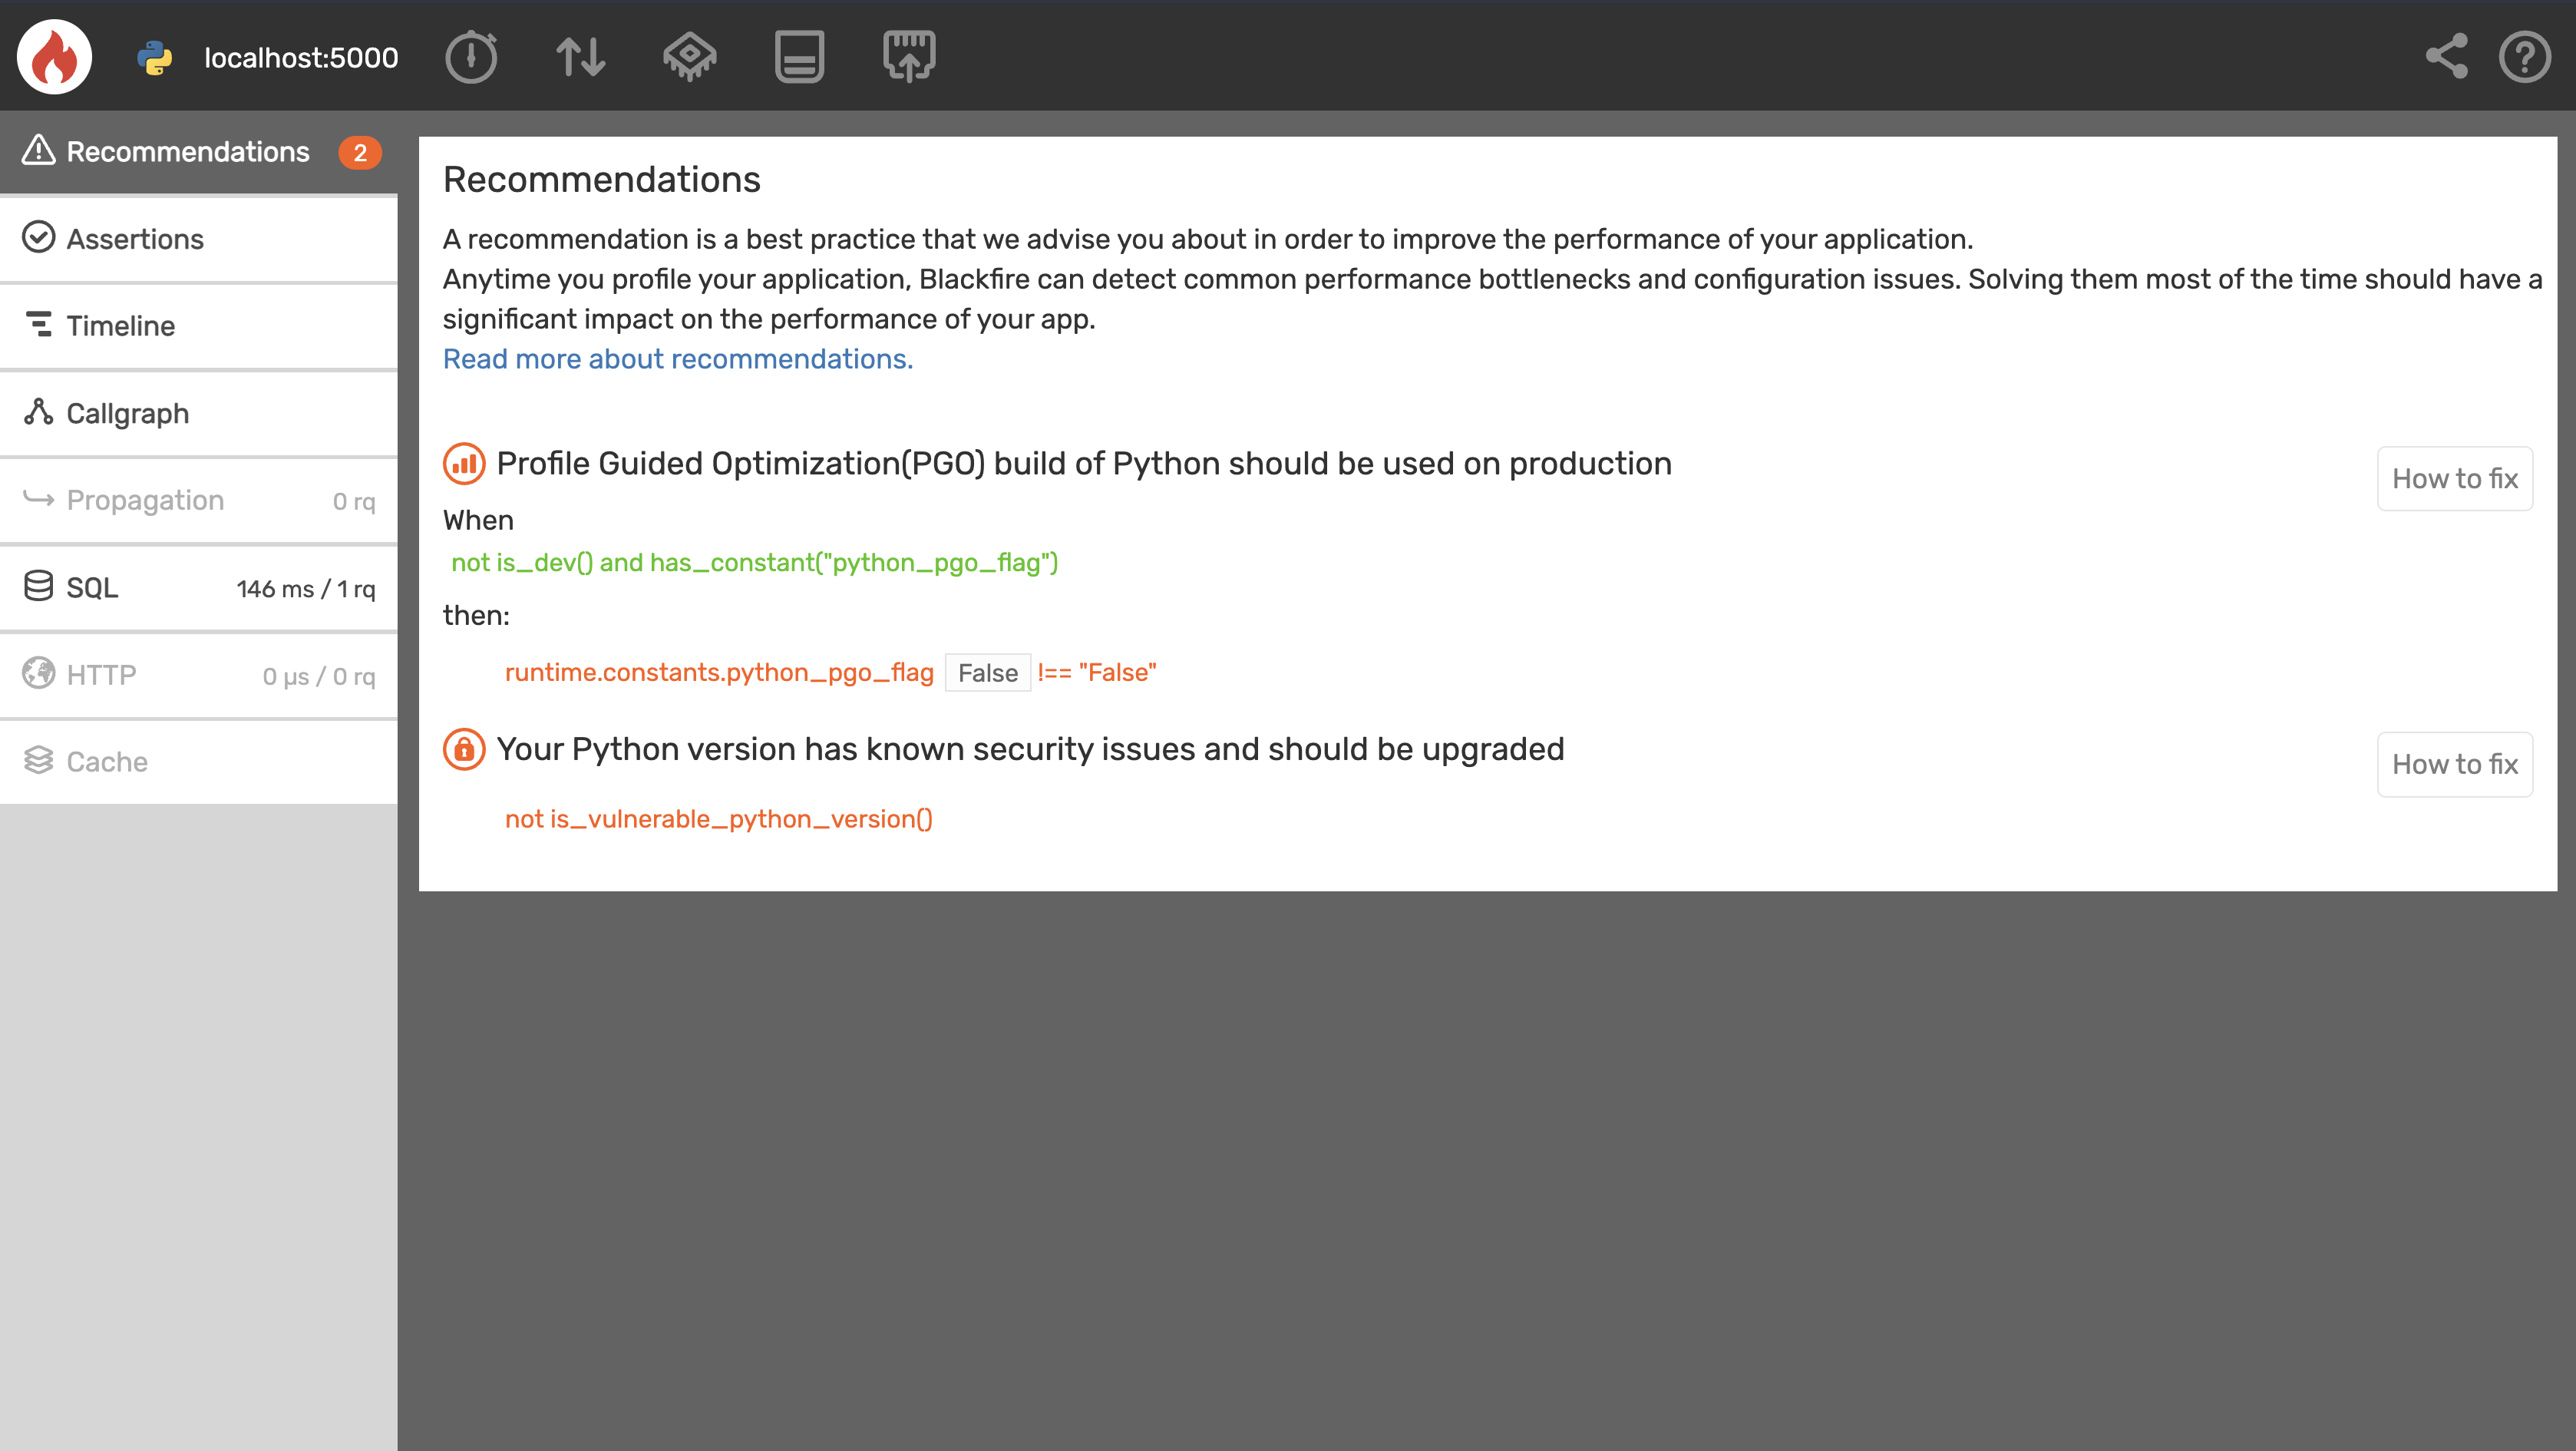 localhost:5000
Recommendations 2
Assertions
Timeline
Callgraph
Propagation 0 rq
SQL 146 ms / 1 rq
HTTP 0 µs / 0 rq
Cache
Recommendations
A recommendation is a best practice that we advise you about in order to improve the performance of your application.
Anytime you profile your application, Blackfire can detect common performance bottlenecks and configuration issues. Solving them most of the time should have a
significant impact on the performance of your app.
Read more about recommendations.
Profile Guided Optimization(PGO) build of Python should be used on production
How to fix
When
not is_dev() and has_constant("python_pgo_flag")
then:
runtime.constants.python_pgo_flag False !== "False"
Your Python version has known security issues and should be upgraded
How to fix
not is_vulnerable_python_version()